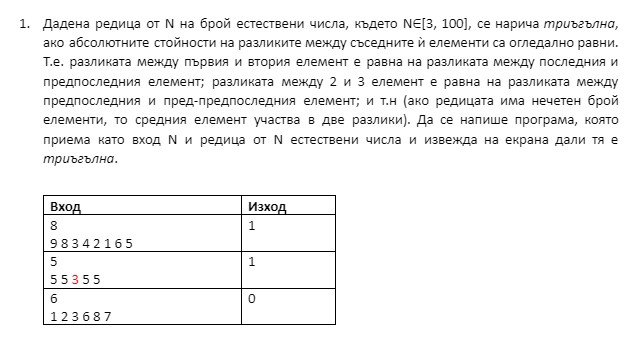 1. Дадена редица от N на брой естествени числа, където N∈[3, 100], се нарича триъгълна,
ако абсолютните стойности на разликите между съседните ѝ елементи са огледално равни.
Т.е. разликата между първия и втория елемент е равна на разликата между последния и
предпоследния елемент; разликата между 2 и 3 елемент е равна на разликата между
предпоследния и пред-предпоследния елемент; и т.н (ако редицата има нечетен брой
елементи, то средния елемент участва в две разлики). Да се напише програма, която
приема като вход N и редица от N естествени числа и извежда на екрана дали тя е
триъгълна.
Вход Изход
8 1
9 8 3 4 2 1 6 5
5 1
5 5 3 5 5
6 0
1 2 3 6 8 7